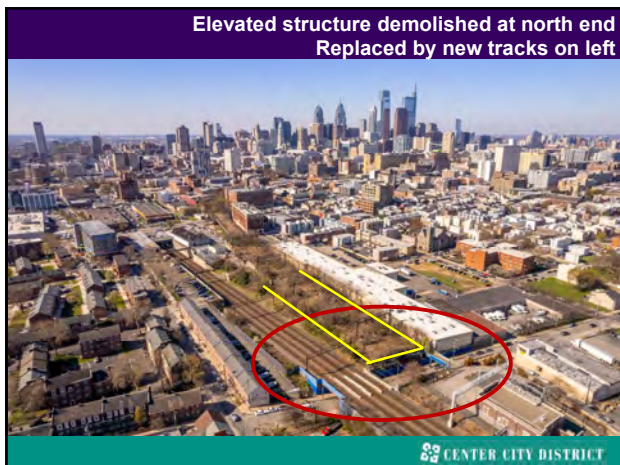 Elevated structure demolished at north end
Replaced by new tracks on left
CENTER CITY DISTRICT